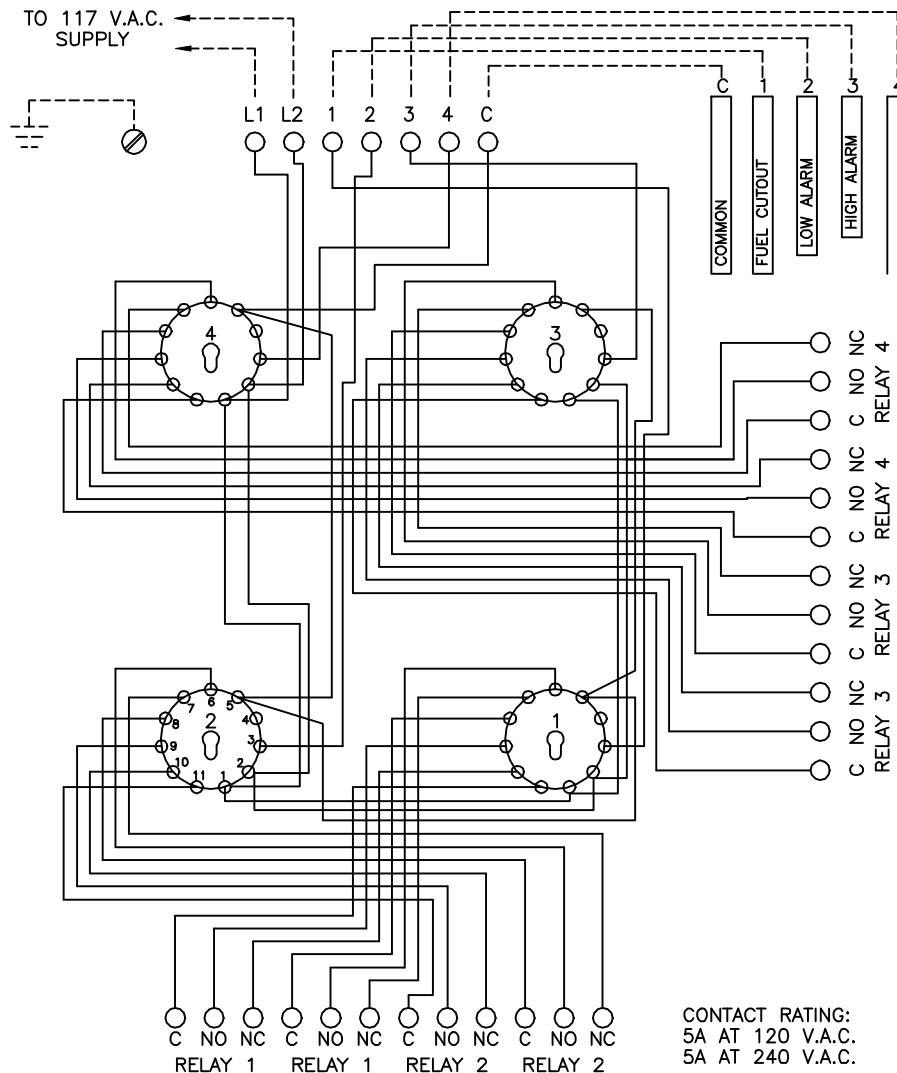 TO 117 V.A.C.
SUPPLY
L1 L2 1 2 3 4 C
C 1 2 3
COMMON
FUEL CUTOUT
LOW ALARM
HIGH ALARM
4
3
NC
NO
C
RELAY 4
NC
NO
C
RELAY 4
NC
NO
C
RELAY 3
NC
NO
C
RELAY 3
2
1
2
3
4
5
6
7
8
9
10
11
1
C NO NC C NO NC C NO NC C NO NC
RELAY 1 RELAY 1 RELAY 2 RELAY 2
CONTACT RATING:
5A AT 120 V.A.C.
5A AT 240 V.A.C.